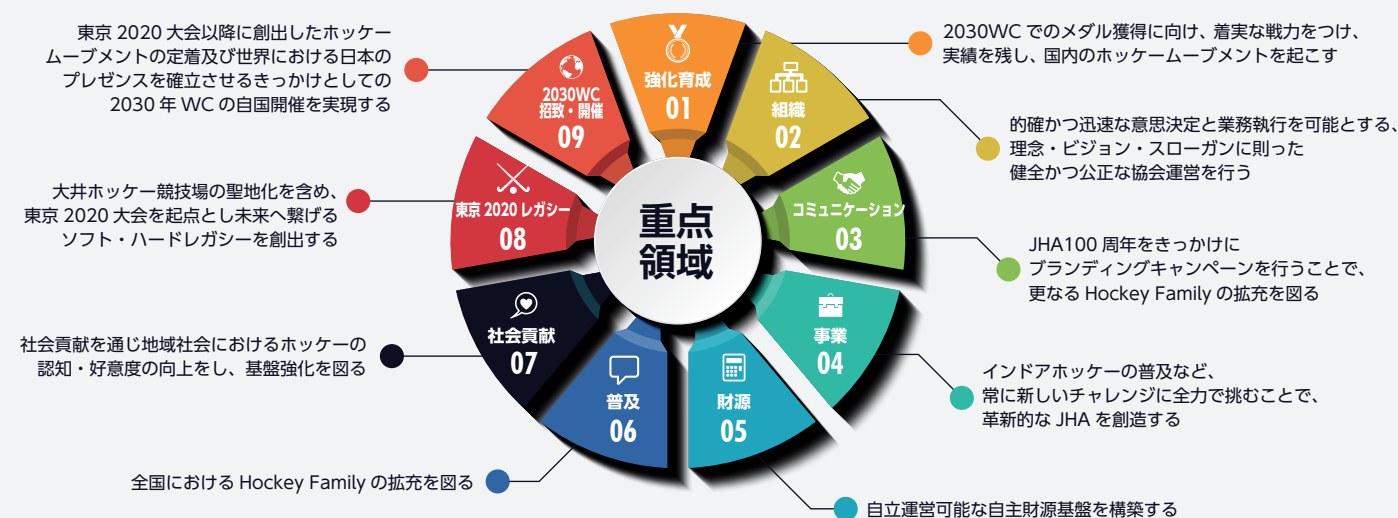 重点
領域
強化育成
01
2030WC でのメダル獲得に向け、着実な戦力をつけ、
実績を残し、国内のホッケームーブメントを起こす
組織
02
的確かつ迅速な意思決定と業務執行を可能とする、
理念・ビジョン・スローガンに則った
健全かつ公正な協会運営を行う
コミュニケーション
03
JHA100 周年をきっかけに
ブランディングキャンペーンを行うことで、
更なる Hockey Family の拡充を図る
事業
04
インドアホッケーの普及など、
常に新しいチャレンジに全力で挑むことで、
革新的な JHA を創造する
財源
05
自立運営可能な自主財源基盤を構築する
普及
06
全国における Hockey Family の拡充を図る
社会貢献
07
社会貢献を通じ地域社会におけるホッケーの
認知・好意度の向上をし、基盤強化を図る
東京 2020 レガシー
08
大井ホッケー競技場の聖地化を含め、
東京 2020 大会を起点とし未来へ繋げる
ソフト・ハードレガシーを創出する
2030WC
招致・開催
09
東京 2020 大会以降に創出したホッケー
ムーブメントの定着及び世界における日本の
プレゼンスを確立させるきっかけとしての
2030 年 WC の自国開催を実現する